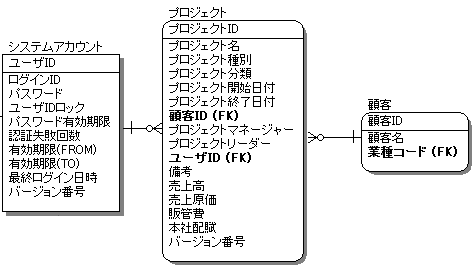 システムアカウント
ユーザID
ログインID
パスワード
ユーザIDロック
パスワード有効期限
認証失敗回数
有効期限(FROM)
有効期限(TO)
最終ログイン日時
バージョン番号
プロジェクト
プロジェクトID
プロジェクト名
プロジェクト種別
プロジェクト分類
プロジェクト開始日付
プロジェクト終了日付
顧客ID (FK)
プロジェクトマネージャー
プロジェクトリーダー
ユーザID (FK)
備考
売上高
売上原価
販管費
本社配賦
バージョン番号
顧客
顧客ID
顧客名
業種コード (FK)